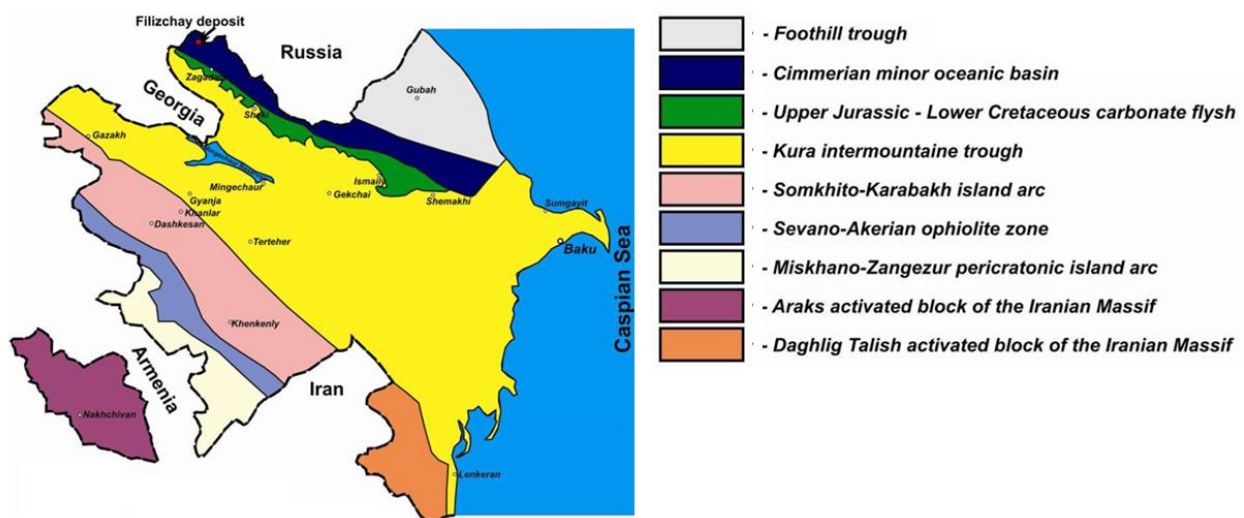 Filizchay deposit
Russia
Zagadala
Gubah
Georgia
Sheki
Gazakh
Mingechaur
Gyanja
Khanlar
Dashkesan
Gekchai
Ismaily
Shemakhi
Sumgayit
Terteher
Baku
Caspian Sea
Khenkenly
Armenia
Iran
Nakhchivan
Lenkeran
- Foothill trough
- Cimmerian minor oceanic basin
- Upper Jurassic - Lower Cretaceous carbonate flysh
- Kura intermountaine trough
- Somkhito-Karabakh island arc
- Sevano-Akerian ophiolite zone
- Miskhano-Zangezur pericratonic island arc
- Araks activated block of the Iranian Massif
- Daghlig Talish activated block of the Iranian Massif